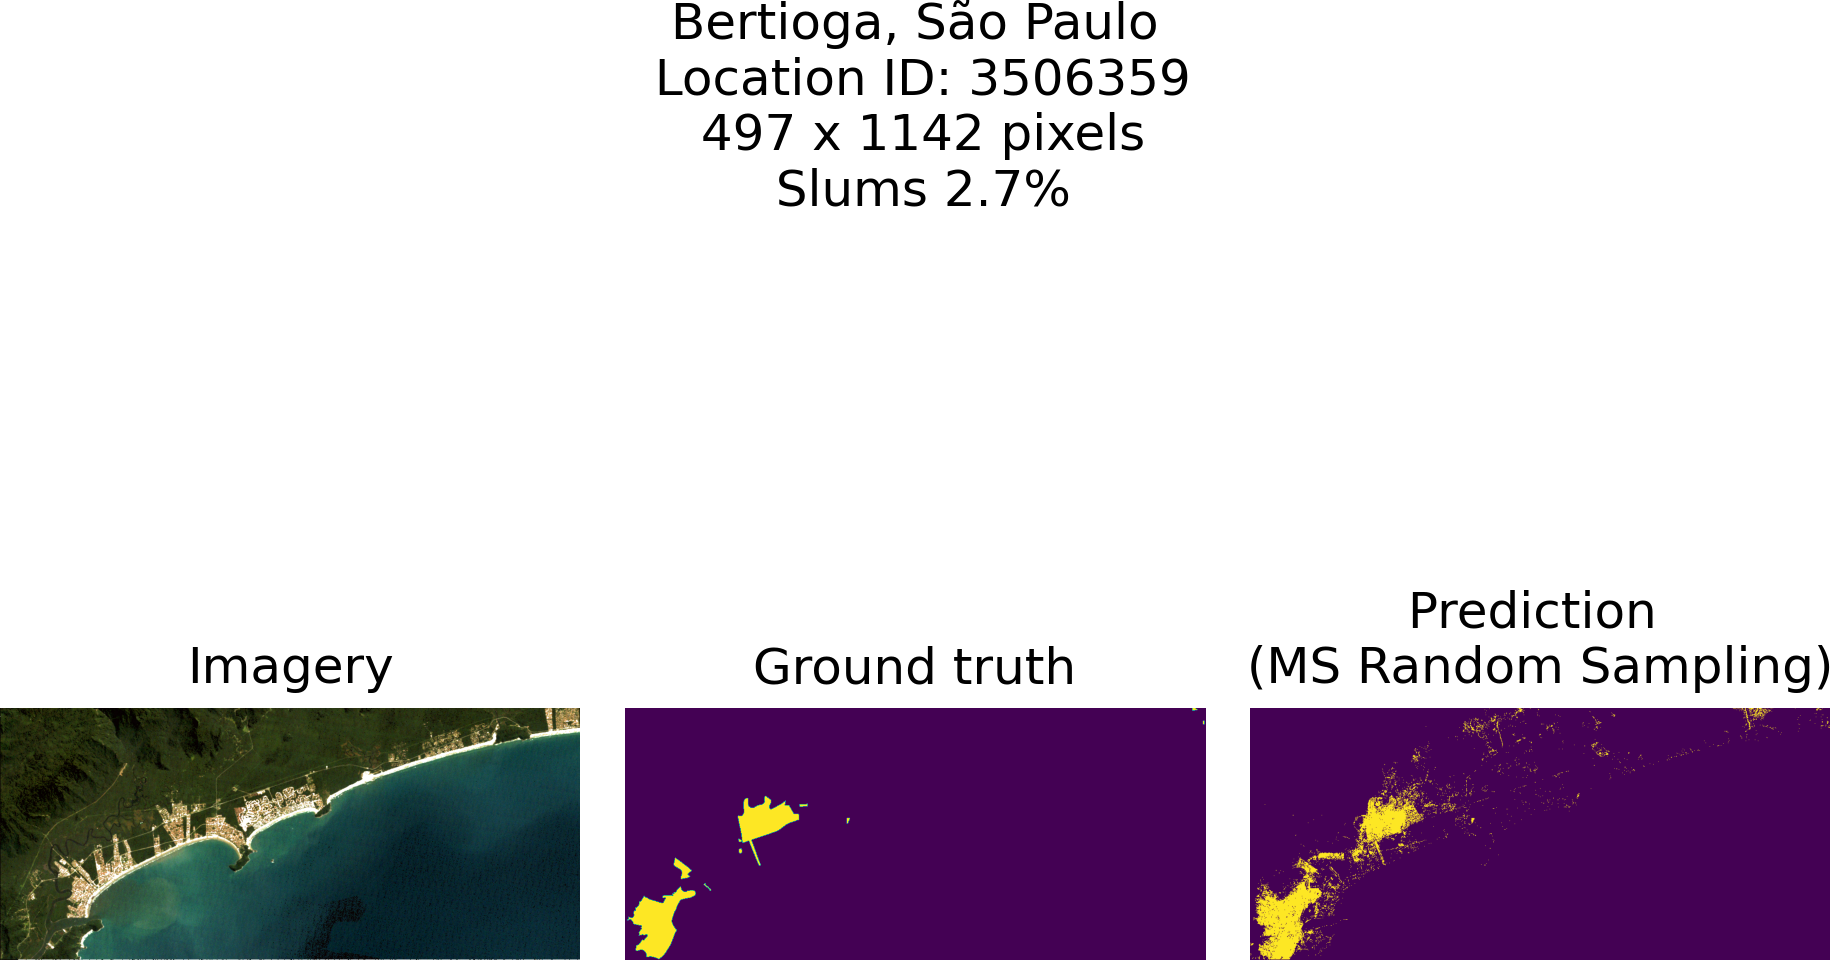 Bertioga, São Paulo
Location ID: 3506359
497 x 1142 pixels
Slums 2.7%
Imagery
Ground truth
Prediction
(MS Random Sampling)